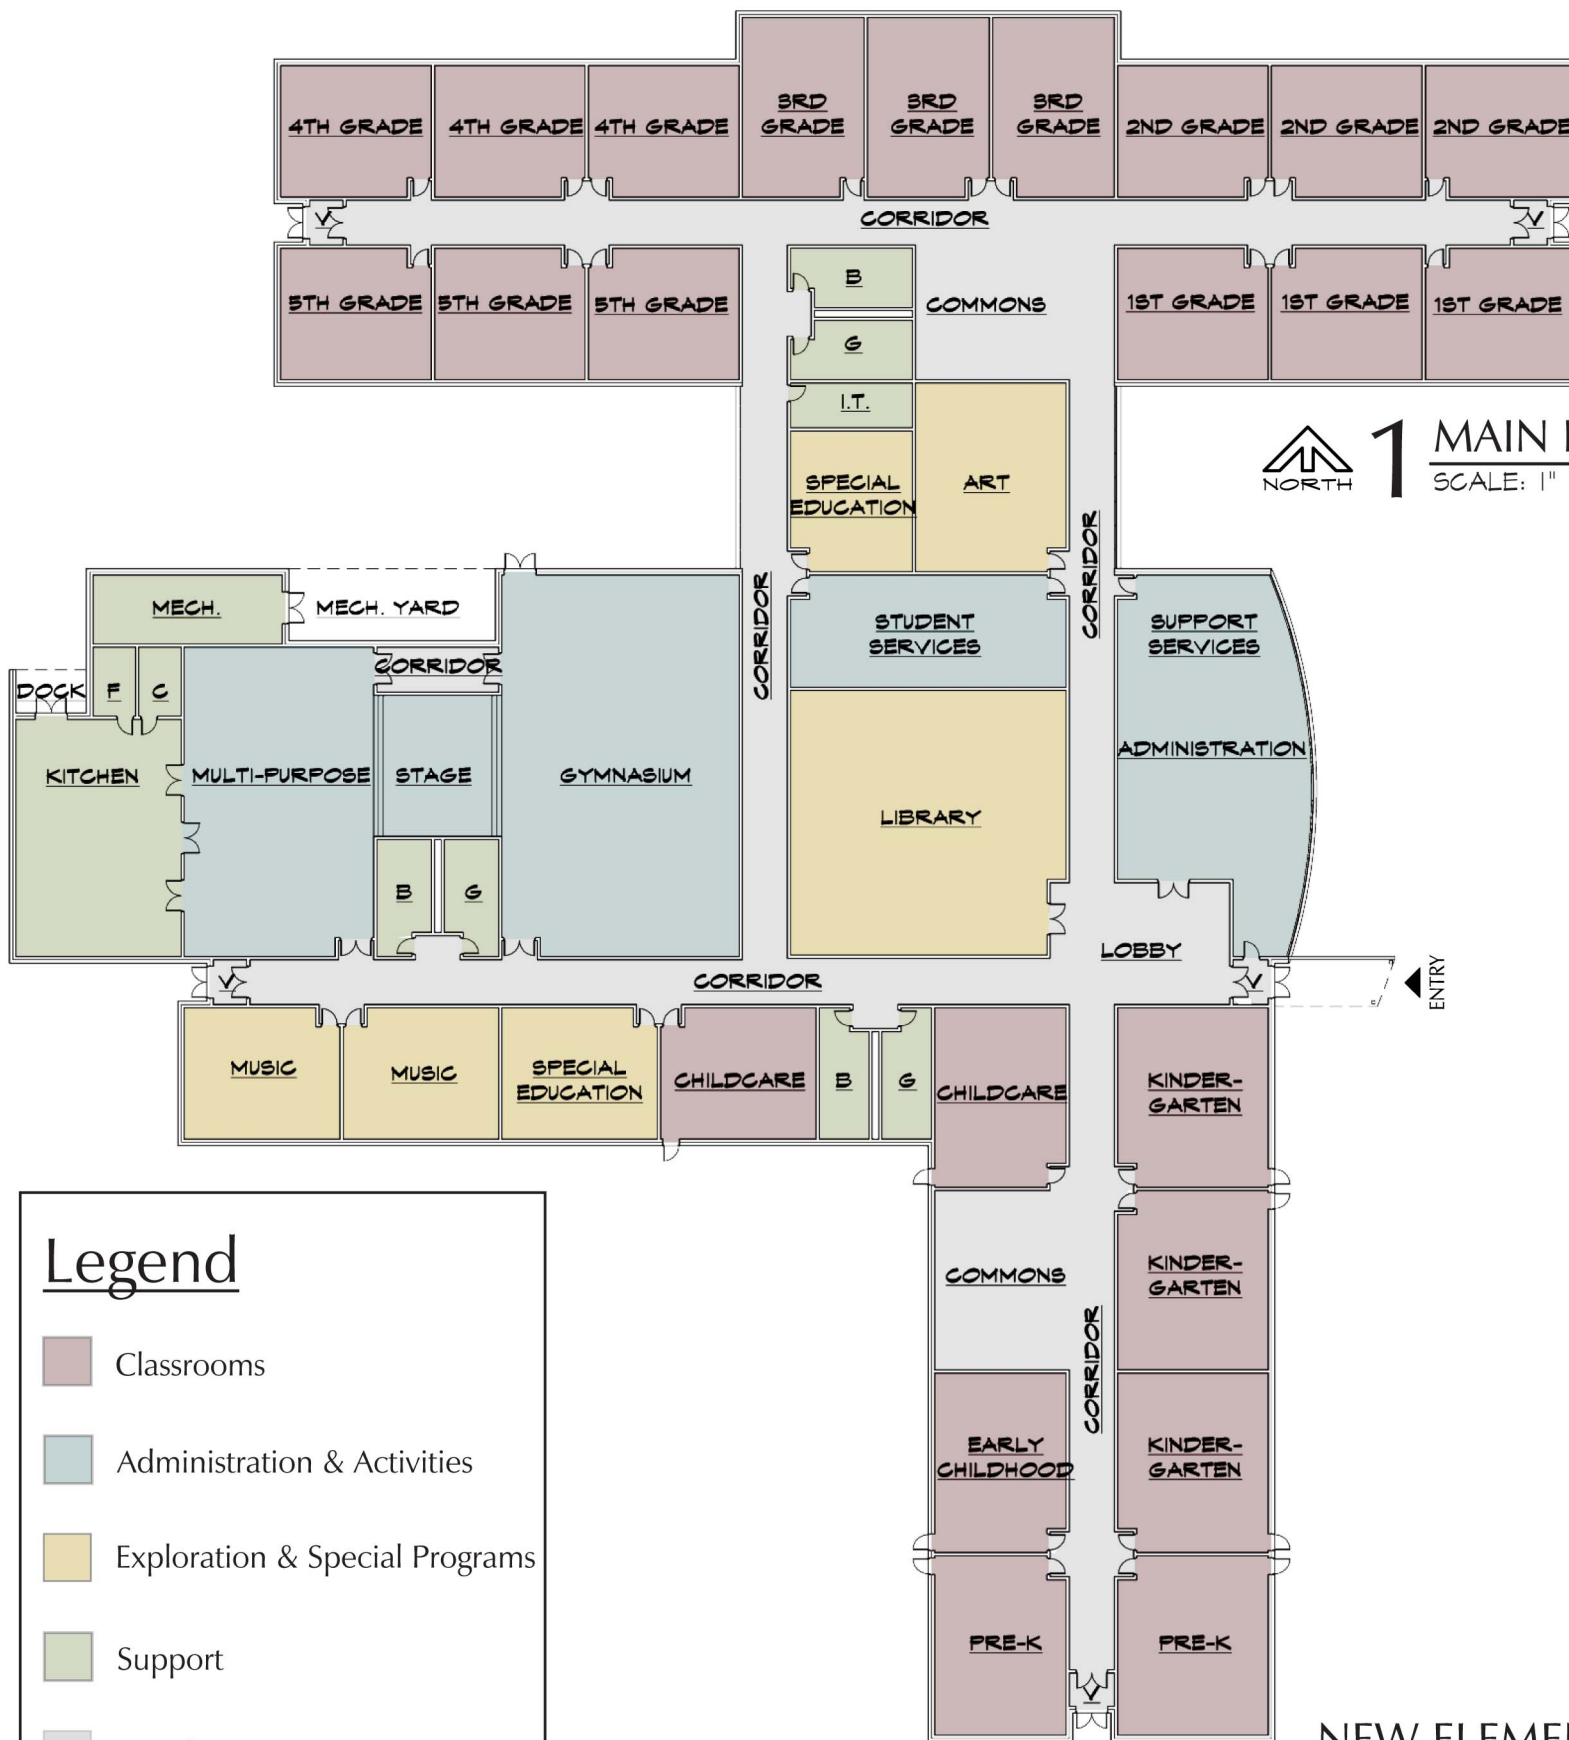 3RD
GRADE
3RD
GRADE
3RD
GRADE
4TH GRADE
4TH GRADE
4TH GRADE
2ND GRADE
2ND GRADE
2ND GRADE
V
CORRIDOR
V
5TH GRADE
5TH GRADE
5TH GRADE
B
COMMONS
1ST GRADE
1ST GRADE
1ST GRADE
G
I.T.
NORTH
1
MAIN
SCALE: 1"
SPECIAL
EDUCATION
ART
CORRIDOR
CORRIDOR
MECH.
MECH. YARD
STUDENT
SERVICES
SUPPORT
SERVICES
CORRIDOR
DOCK
F
C
KITCHEN
MULTI-PURPOSE
STAGE
GYMNASIUM
ADMINISTRATION
LIBRARY
B
G
LOBBY
V
CORRIDOR
V
ENTRY
MUSIC
MUSIC
SPECIAL
EDUCATION
CHILDCARE
B
G
CHILDCARE
KINDER-
GARTEN
COMMONS
KINDER-
GARTEN
CORRIDOR
EARLY
CHILDHOOD
KINDER-
GARTEN
PRE-K
PRE-K
V
Legend
Classrooms
Administration & Activities
Exploration & Special Programs
Support